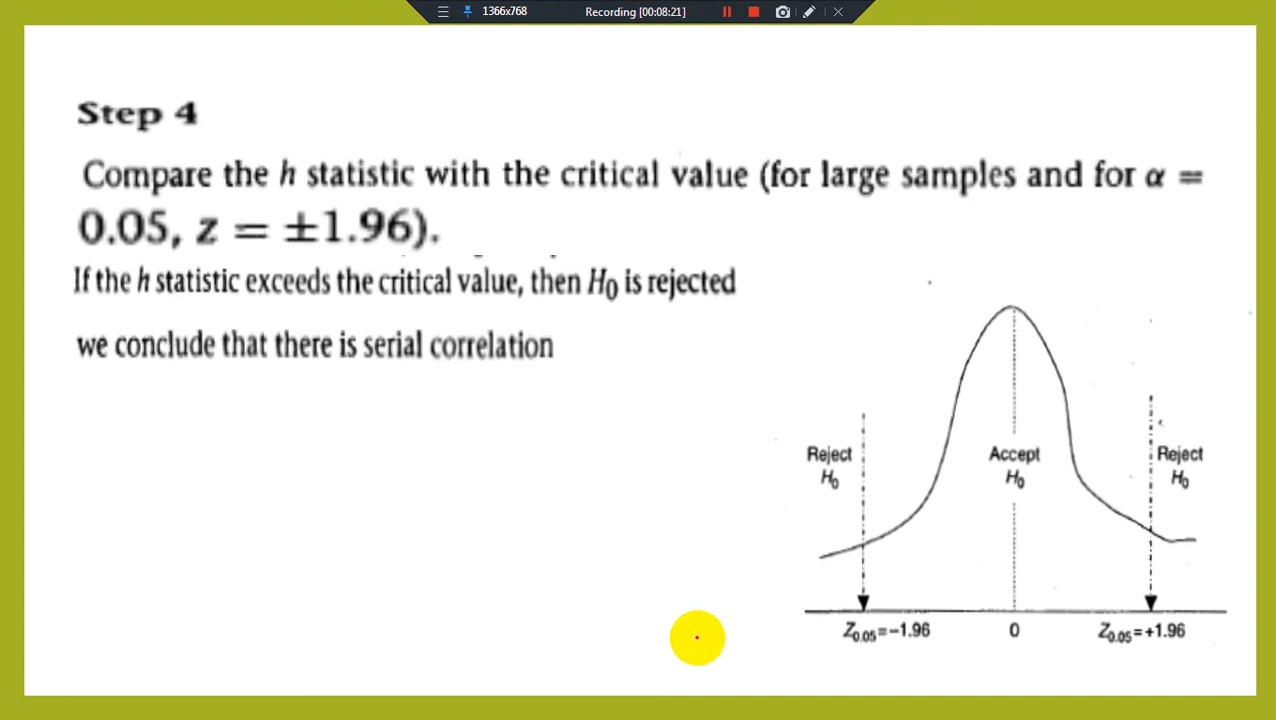 1366x768
Recording [00:08:21]
Step 4
Compare the h statistic with the critical value (for large samples and for α =
0.05, z = ±1.96).
If the h statistic exceeds the critical value, then H0 is rejected
we conclude that there is serial correlation
Reject
H0
Accept
H0
Reject
H0
Z0.05=−1.96
0
Z0.05=+1.96